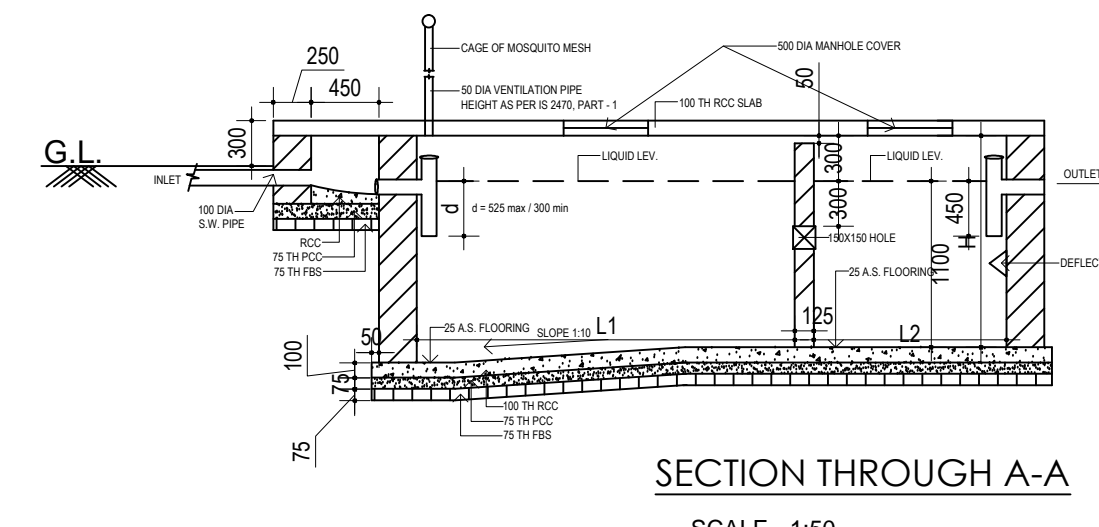 CAGE OF MOSQUITO MESH
500 DIA MANHOLE COVER
250
450
50 DIA VENTILATION PIPE
HEIGHT AS PER IS 2470, PART - 1
100 TH RCC SLAB
50
300
G.L.
INLET
LIQUID LEV.
300
LIQUID LEV.
OUTLET
100 DIA
S.W. PIPE
d
d = 525 max / 300 min
300
450
RCC
75 TH PCC
75 TH FBS
150X150 HOLE
H
1100
DEFLEC
25 A.S. FLOORING
125
50
25 A.S. FLOORING
SLOPE 1:10
L1
L2
100
75
75
100 TH RCC
75 TH PCC
75 TH FBS
SECTION THROUGH A-A
SCALE - 1:50